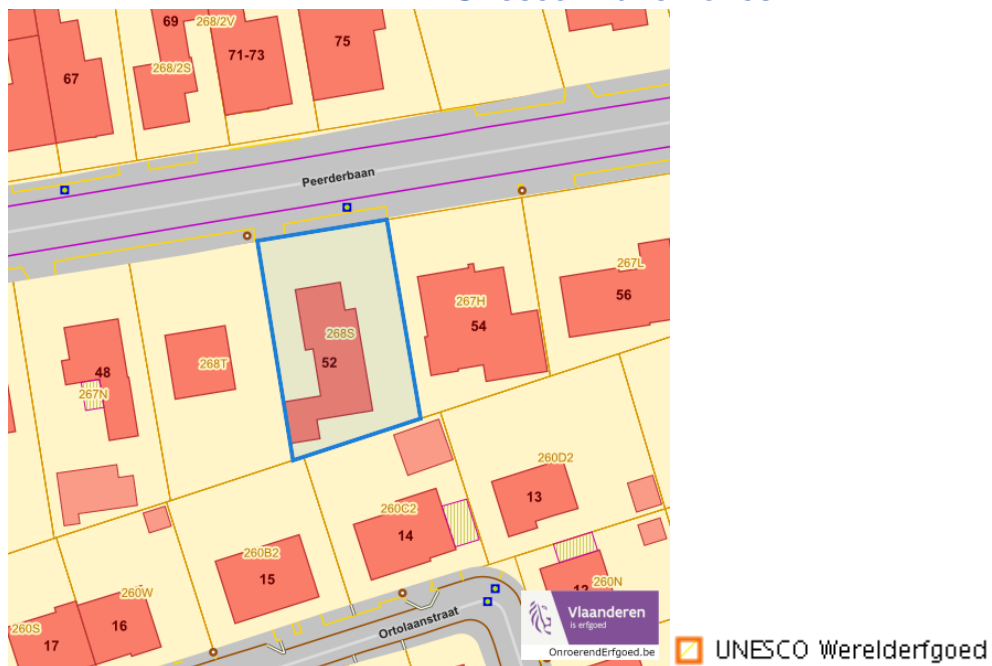 69
268/2V
75
71-73
67
268/2S
Peerderbaan
267L
56
267H
54
268S
52
268T
48
267N
260D2
13
260C2
14
260B2
15
260N
260W
16
Vlaanderen
is erfgoed
Ortolaanstraat
260S
17
OnroerendErfgoed.be
UNESCO Werelderfgoed